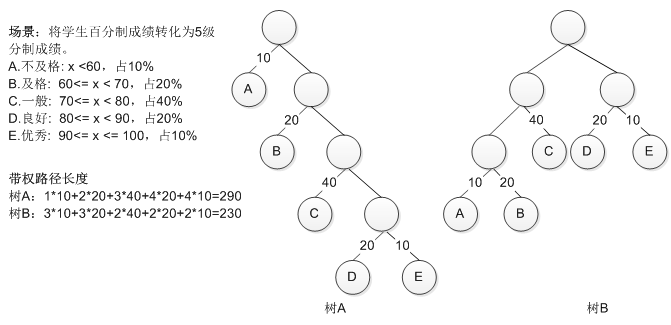 场景：将学生百分制成绩转化为5级
分制成绩。
A.不及格: x <60，占10%
B.及格: 60<= x < 70，占20%
C.一般: 70<= x < 80，占40%
D.良好: 80<= x < 90，占20%
E.优秀: 90<= x <= 100，占10%
带权路径长度
树A：1*10+2*20+3*40+4*20+4*10=290
树B：3*10+3*20+2*40+2*20+2*10=230
10
A
20
B
40
C
20 10
D E
树A
40 20 10
C D E
10 20
A B
树B